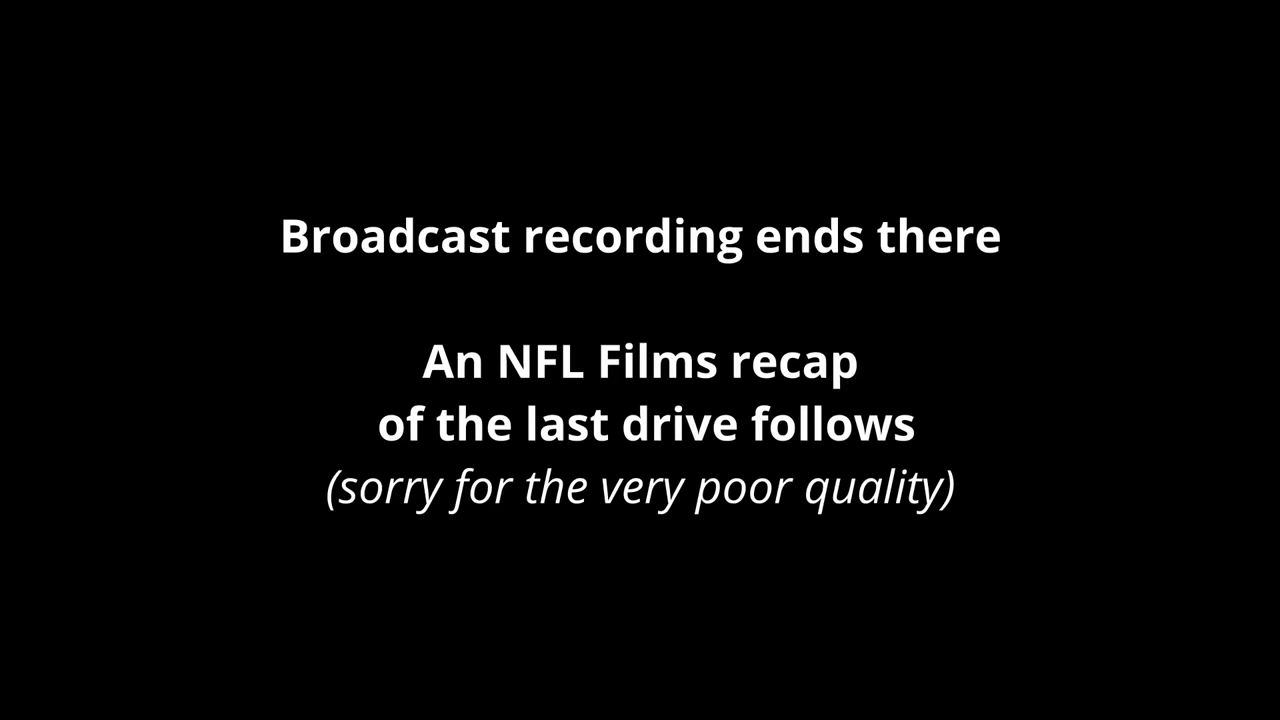 Broadcast recording ends there
An NFL Films recap
of the last drive follows
(sorry for the very poor quality)